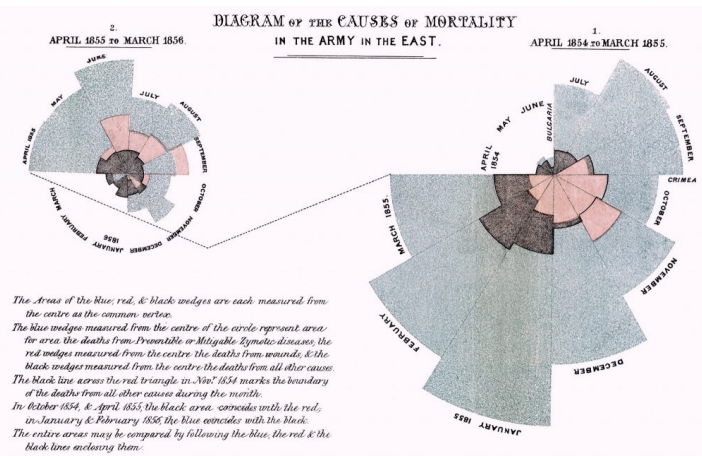 DIAGRAM OF THE CAUSES OF MORTALITY
IN THE ARMY IN THE EAST.
2.
APRIL 1855 TO MARCH 1856.
1.
APRIL 1854 TO MARCH 1855.
JUNE
JULY
AUGUST
SEPTEMBER
OCTOBER
NOVEMBER
DECEMBER
JANUARY
1856
FEBRUARY
MARCH
APRIL 1855
MAY
APRIL
1854
MAY
JUNE
BULGARIA
JULY
AUGUST
SEPTEMBER
CRIMEA
OCTOBER
NOVEMBER
DECEMBER
JANUARY 1855
FEBRUARY
MARCH 1855.
The Areas of the blue, red, & black wedges are each measured from
the centre as the common vertex.
The blue wedges measured from the centre of the circle represent area
for area the deaths from Preventible or Mitigable Zymotic diseases, the
red wedges measured from the centre the deaths from wounds, & the
black wedges measured from the centre the deaths from all other causes.
The black line across the red triangle in Novr. 1854 marks the boundary
of the deaths from all other causes during the month.
In October 1854, & April 1855, the black area coincides with the red,
in January & February 1856, the blue coincides with the black.
The entire areas may be compared by following the blue, the red & the
black lines enclosing them.